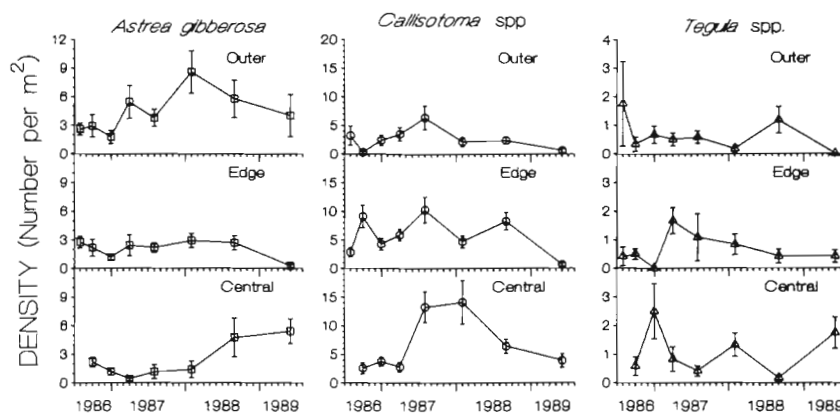 Astrea gibberosa
Callisotoma spp
Tegula spp.
DENSITY (Number per m²)
Outer
12
9
6
3
0
Outer
20
15
10
5
0
Outer
4
3
2
1
0
Edge
9
6
3
0
Edge
15
10
5
0
Edge
3
2
1
0
Central
9
6
3
0
Central
15
10
5
0
Central
3
2
1
0
1986 1987 1988 1989
1986 1987 1988 1989
1986 1987 1988 1989